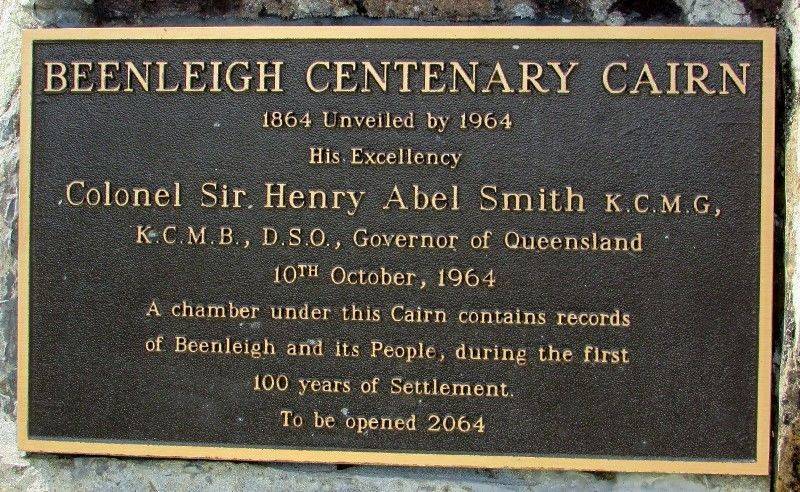 BEENLEIGH CENTENARY CAIRN
1864 Unveiled by 1964
His Excellency
Colonel Sir. Henry Abel Smith K.C.M.G,
K.C.M.B., D.S.O., Governor of Queensland
10TH October, 1964
A chamber under this Cairn contains records
of Beenleigh and its People, during the first
100 years of Settlement.
To be opened 2064